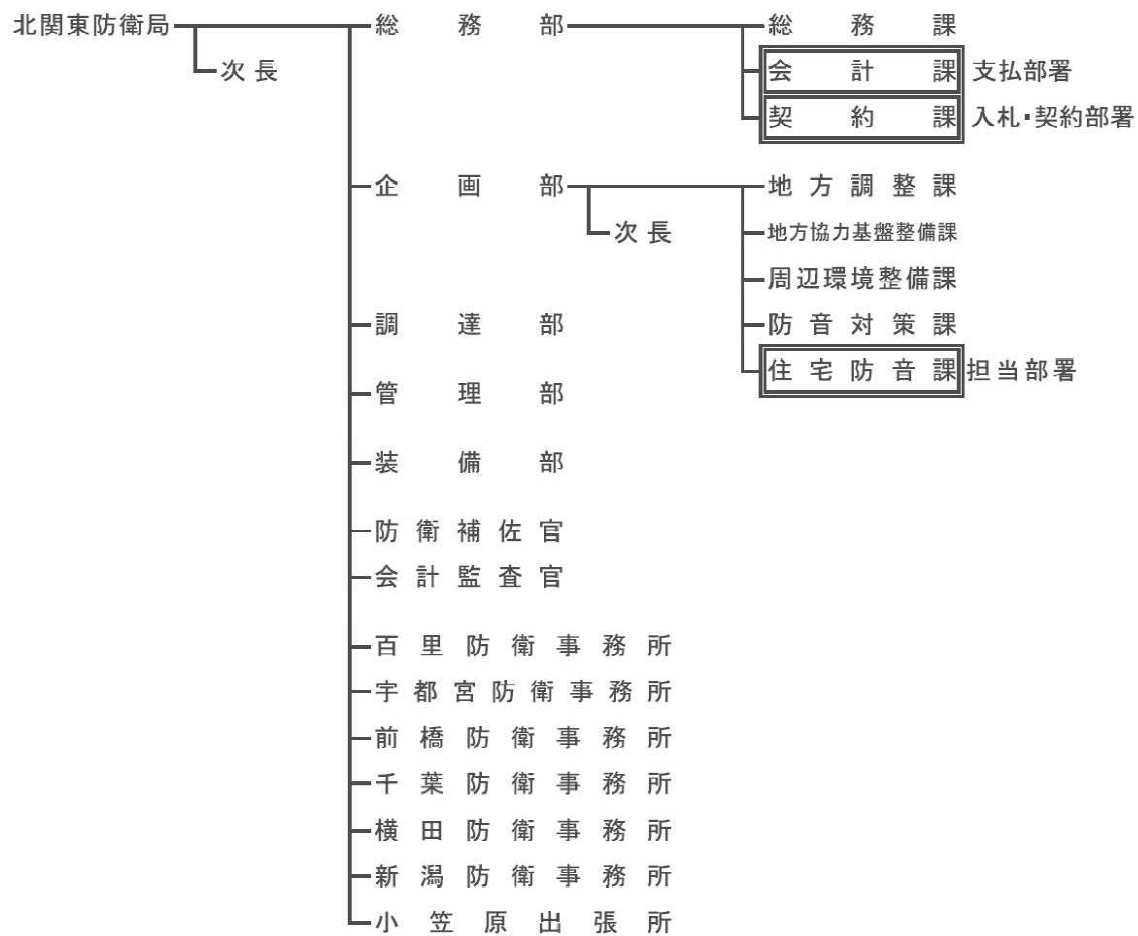 北関東防衛局 総務部 総務課
次長 会計課 支払部署
契約課 入札・契約部署
企画部 地方調整課
次長 地方協力基盤整備課
周辺環境整備課
調達部 防音対策課
住宅防音課 担当部署
管理部
装備部
防衛補佐官
会計監査官
百里防衛事務所
宇都宮防衛事務所
前橋防衛事務所
千葉防衛事務所
横田防衛事務所
新潟防衛事務所
小笠原出張所